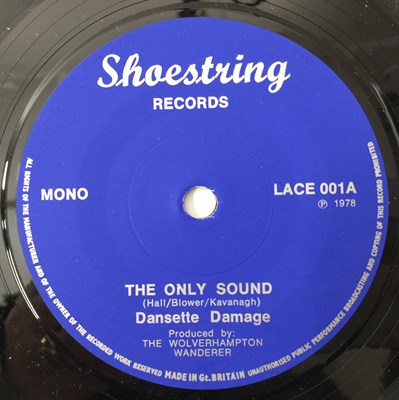 Shoestring
RECORDS
MONO
LACE 001A
℗ 1978
THE ONLY SOUND
(Hall/Blower/Kavanagh)
Dansette Damage
Produced by:
THE WOLVERHAMPTON
WANDERER
ALL RIGHTS OF THE MANUFACTURER AND OF THE OWNER OF THE RECORDED WORK RESERVED MADE IN Gt. BRITAIN UNAUTHORISED PUBLIC PERFORMANCE BROADCASTING AND COPYING OF THIS RECORD PROHIBITED